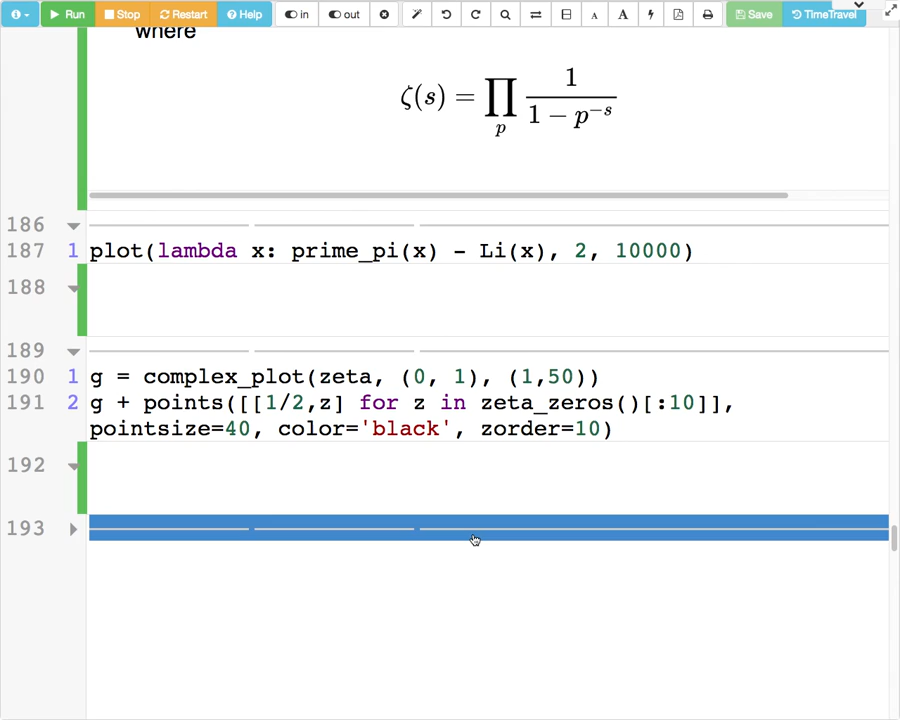 Run Stop Restart Help in out A A Save TimeTravel
where
ζ(s) = ∏_p 1 / (1 − p^{−s})
186
187 1 plot(lambda x: prime_pi(x) - Li(x), 2, 10000)
188
189
190 1 g = complex_plot(zeta, (0, 1), (1,50))
191 2 g + points([[1/2,z] for z in zeta_zeros()[:10]],
pointsize=40, color='black', zorder=10)
192
193